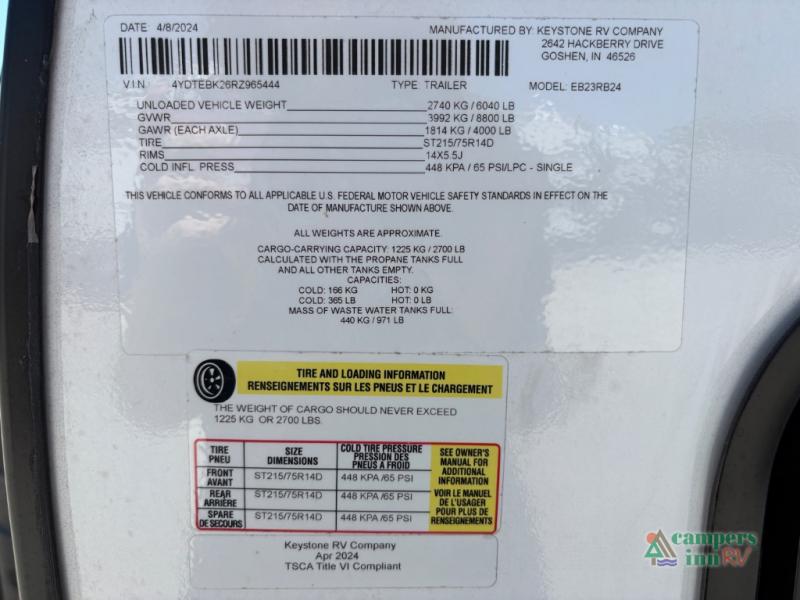 DATE: 4/8/2024
MANUFACTURED BY: KEYSTONE RV COMPANY
2642 HACKBERRY DRIVE
GOSHEN, IN 46526
V.I.N. 4YDTEBK26RZ965444 TYPE: TRAILER MODEL: EB23RB24
UNLOADED VEHICLE WEIGHT 2740 KG / 6040 LB
GVWR 3992 KG / 8800 LB
GAWR (EACH AXLE) 1814 KG / 4000 LB
TIRE ST215/75R14D
RIMS 14X5.5J
COLD INFL. PRESS 448 KPA / 65 PSI/LPC - SINGLE
THIS VEHICLE CONFORMS TO ALL APPLICABLE U.S. FEDERAL MOTOR VEHICLE SAFETY STANDARDS IN EFFECT ON THE
DATE OF MANUFACTURE SHOWN ABOVE.
ALL WEIGHTS ARE APPROXIMATE.
CARGO-CARRYING CAPACITY: 1225 KG / 2700 LB
CALCULATED WITH THE PROPANE TANKS FULL
AND ALL OTHER TANKS EMPTY.
CAPACITIES:
COLD: 166 KG HOT: 0 KG
COLD: 365 LB HOT: 0 LB
MASS OF WASTE WATER TANKS FULL:
440 KG / 971 LB
TIRE AND LOADING INFORMATION
RENSEIGNEMENTS SUR LES PNEUS ET LE CHARGEMENT
THE WEIGHT OF CARGO SHOULD NEVER EXCEED
1225 KG OR 2700 LBS.
TIRE
PNEU
SIZE
DIMENSIONS
COLD TIRE PRESSURE
PRESSION DES
PNEUS A FROID
FRONT
AVANT
ST215/75R14D
448 KPA /65 PSI
REAR
ARRIÈRE
ST215/75R14D
448 KPA /65 PSI
SPARE
DE SECOURS
ST215/75R14D
448 KPA /65 PSI
SEE OWNER'S
MANUAL FOR
ADDITIONAL
INFORMATION
VOIR LE MANUEL
DE L'USAGER
POUR PLUS DE
RENSEIGNEMENTS
Keystone RV Company
Apr 2024
TSCA Title VI Compliant
campers
inn RV